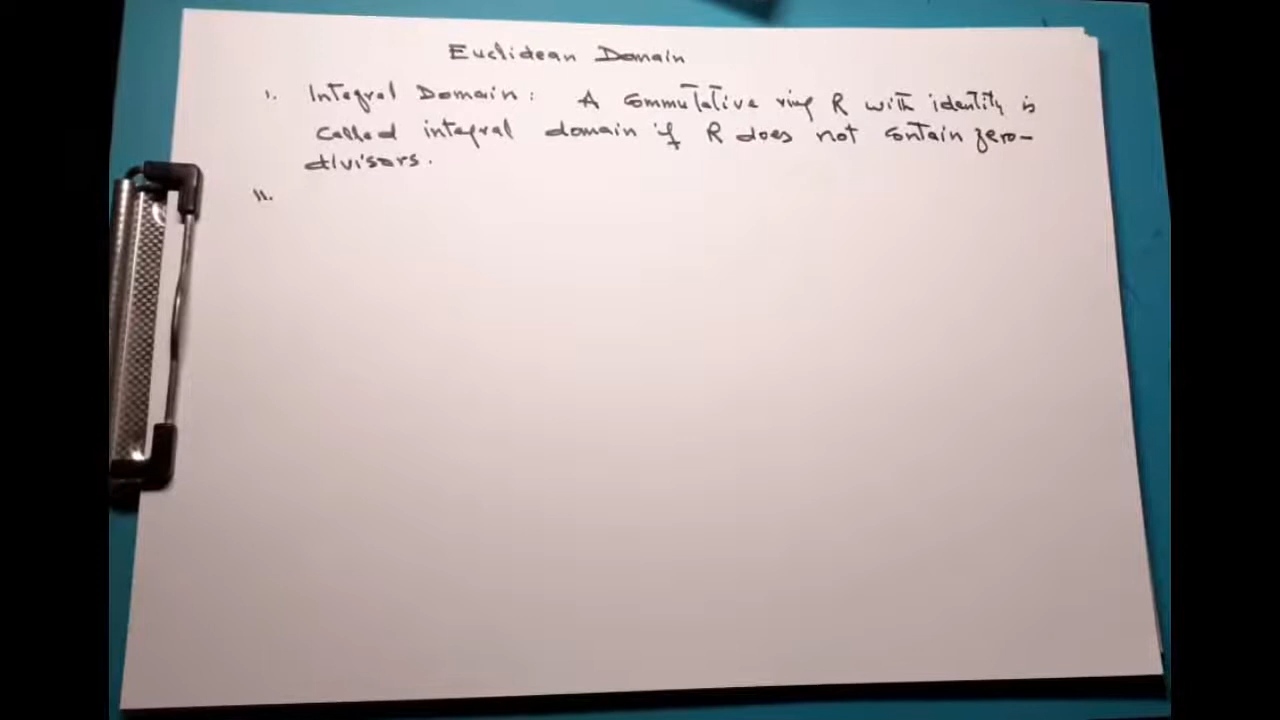 Euclidean Domain
i. Integral Domain: A commutative ring R with identity is
called integral domain if R does not contain zero-
divisors.
ii.